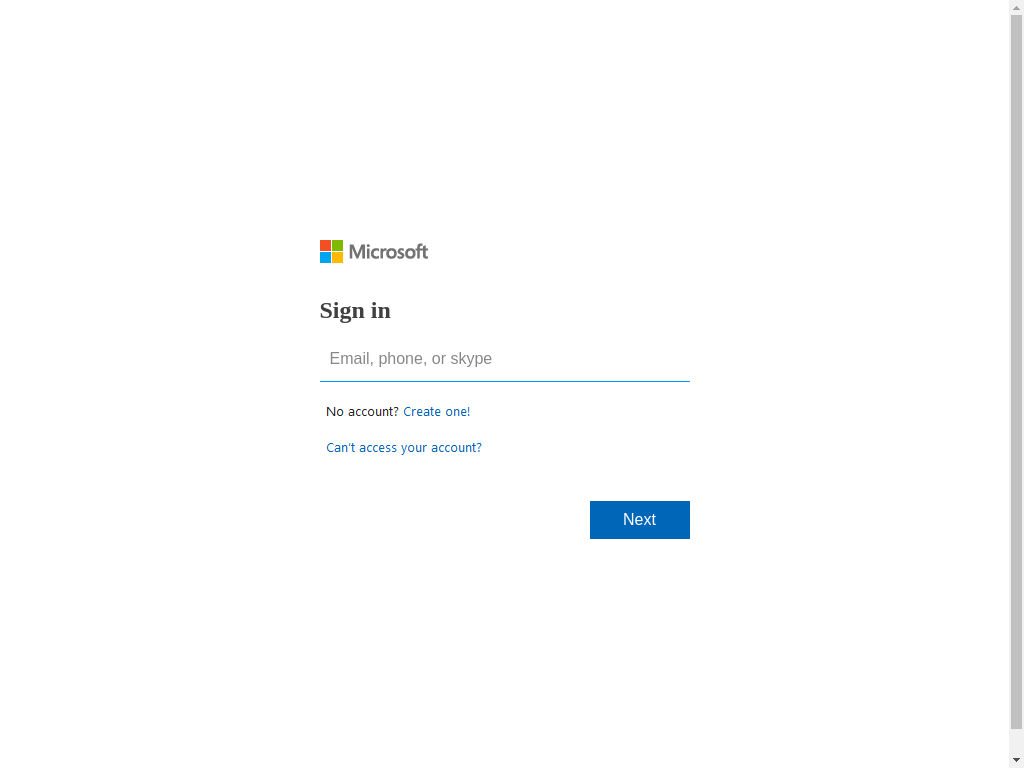 Microsoft
Sign in
Email, phone, or skype
No account? Create one!
Can't access your account?
Next